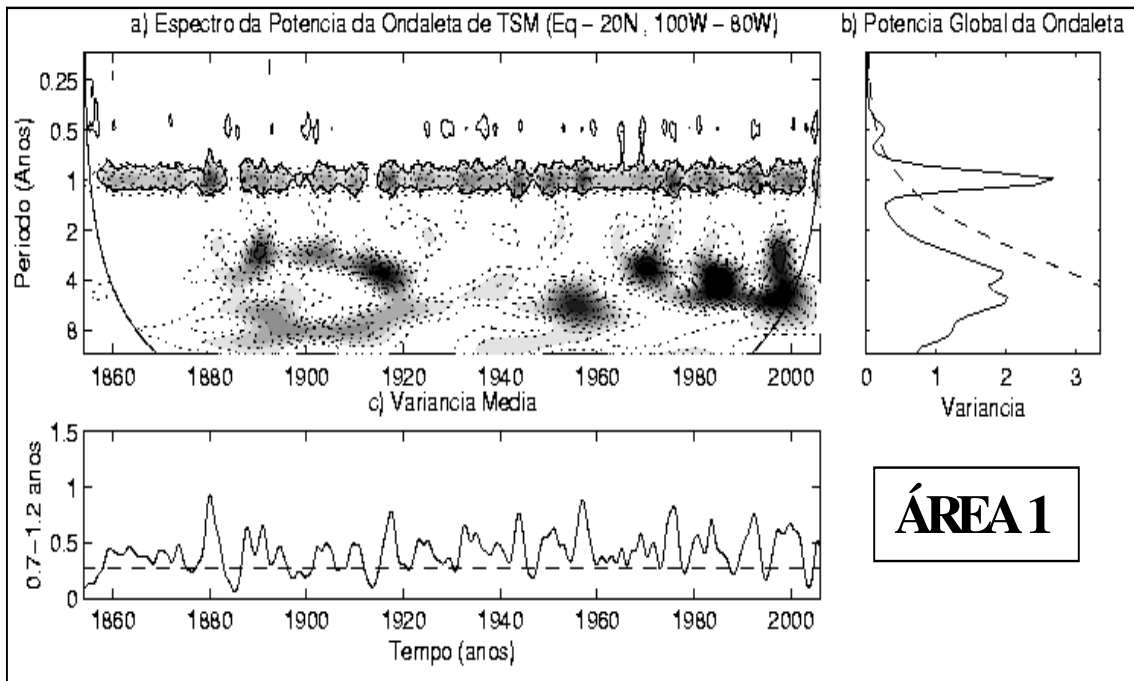 a) Espectro da Potencia da Ondaleta de TSM (Eq – 20N , 100W – 80W)
b) Potencia Global da Ondaleta
Periodo (Anos)
0.25
0.5
1
2
4
8
1860 1880 1900 1920 1940 1960 1980 2000
0 1 2 3
Variancia
c) Variancia Media
0.7–1.2 anos
1.5
1
0.5
0
1860 1880 1900 1920 1940 1960 1980 2000
Tempo (anos)
ÁREA 1